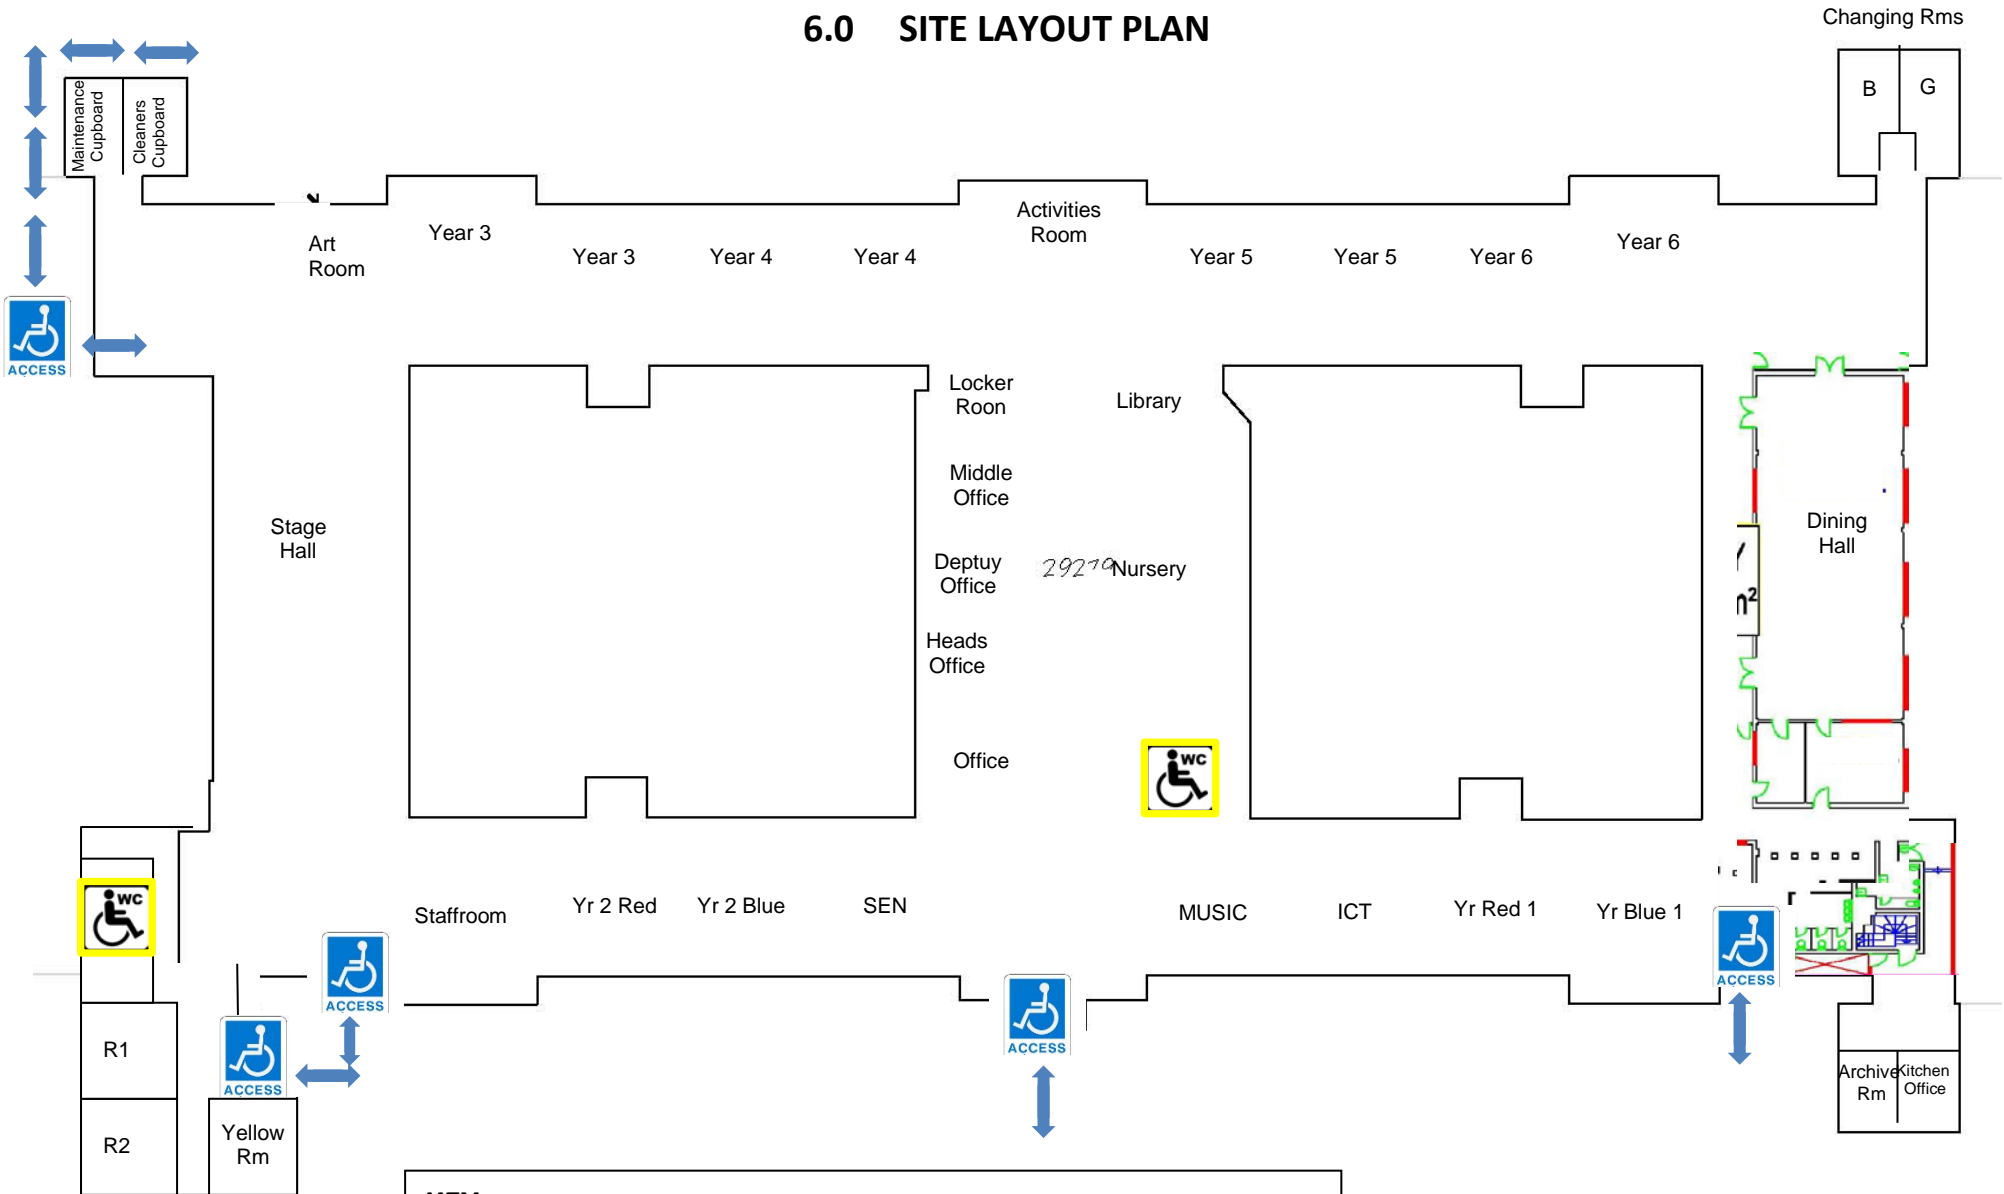 6.0 SITE LAYOUT PLAN
Changing Rms
B
G
Maintenance
Cupboard
Cleaners
Cupboard
Art
Room
Year 3
Year 3
Year 4
Year 4
Activities
Room
Year 5
Year 5
Year 6
Year 6
ACCESS
Locker
Roon
Library
Middle
Office
Stage
Hall
Dining
Hall
Deptuy
Office
Nursery
Heads
Office
Office
WC
WC
Staffroom
Yr 2 Red
Yr 2 Blue
SEN
MUSIC
ICT
Yr Red 1
Yr Blue 1
ACCESS
ACCESS
ACCESS
ACCESS
R1
R2
Yellow
Rm
Archive
Rm
Kitchen
Office